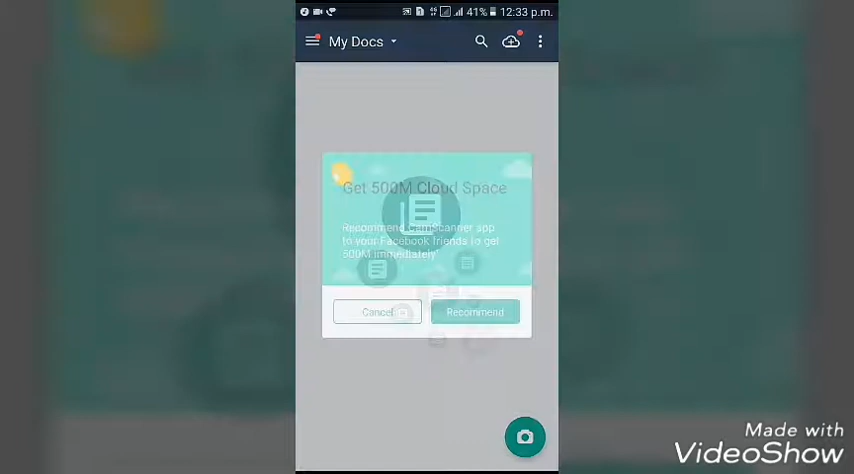 41% 12:33 p.m.
My Docs
Get 500M Cloud Space
Recommend CamScanner app
to your Facebook friends to get
500M immediately"
Cancel
Recommend
Made with
VideoShow